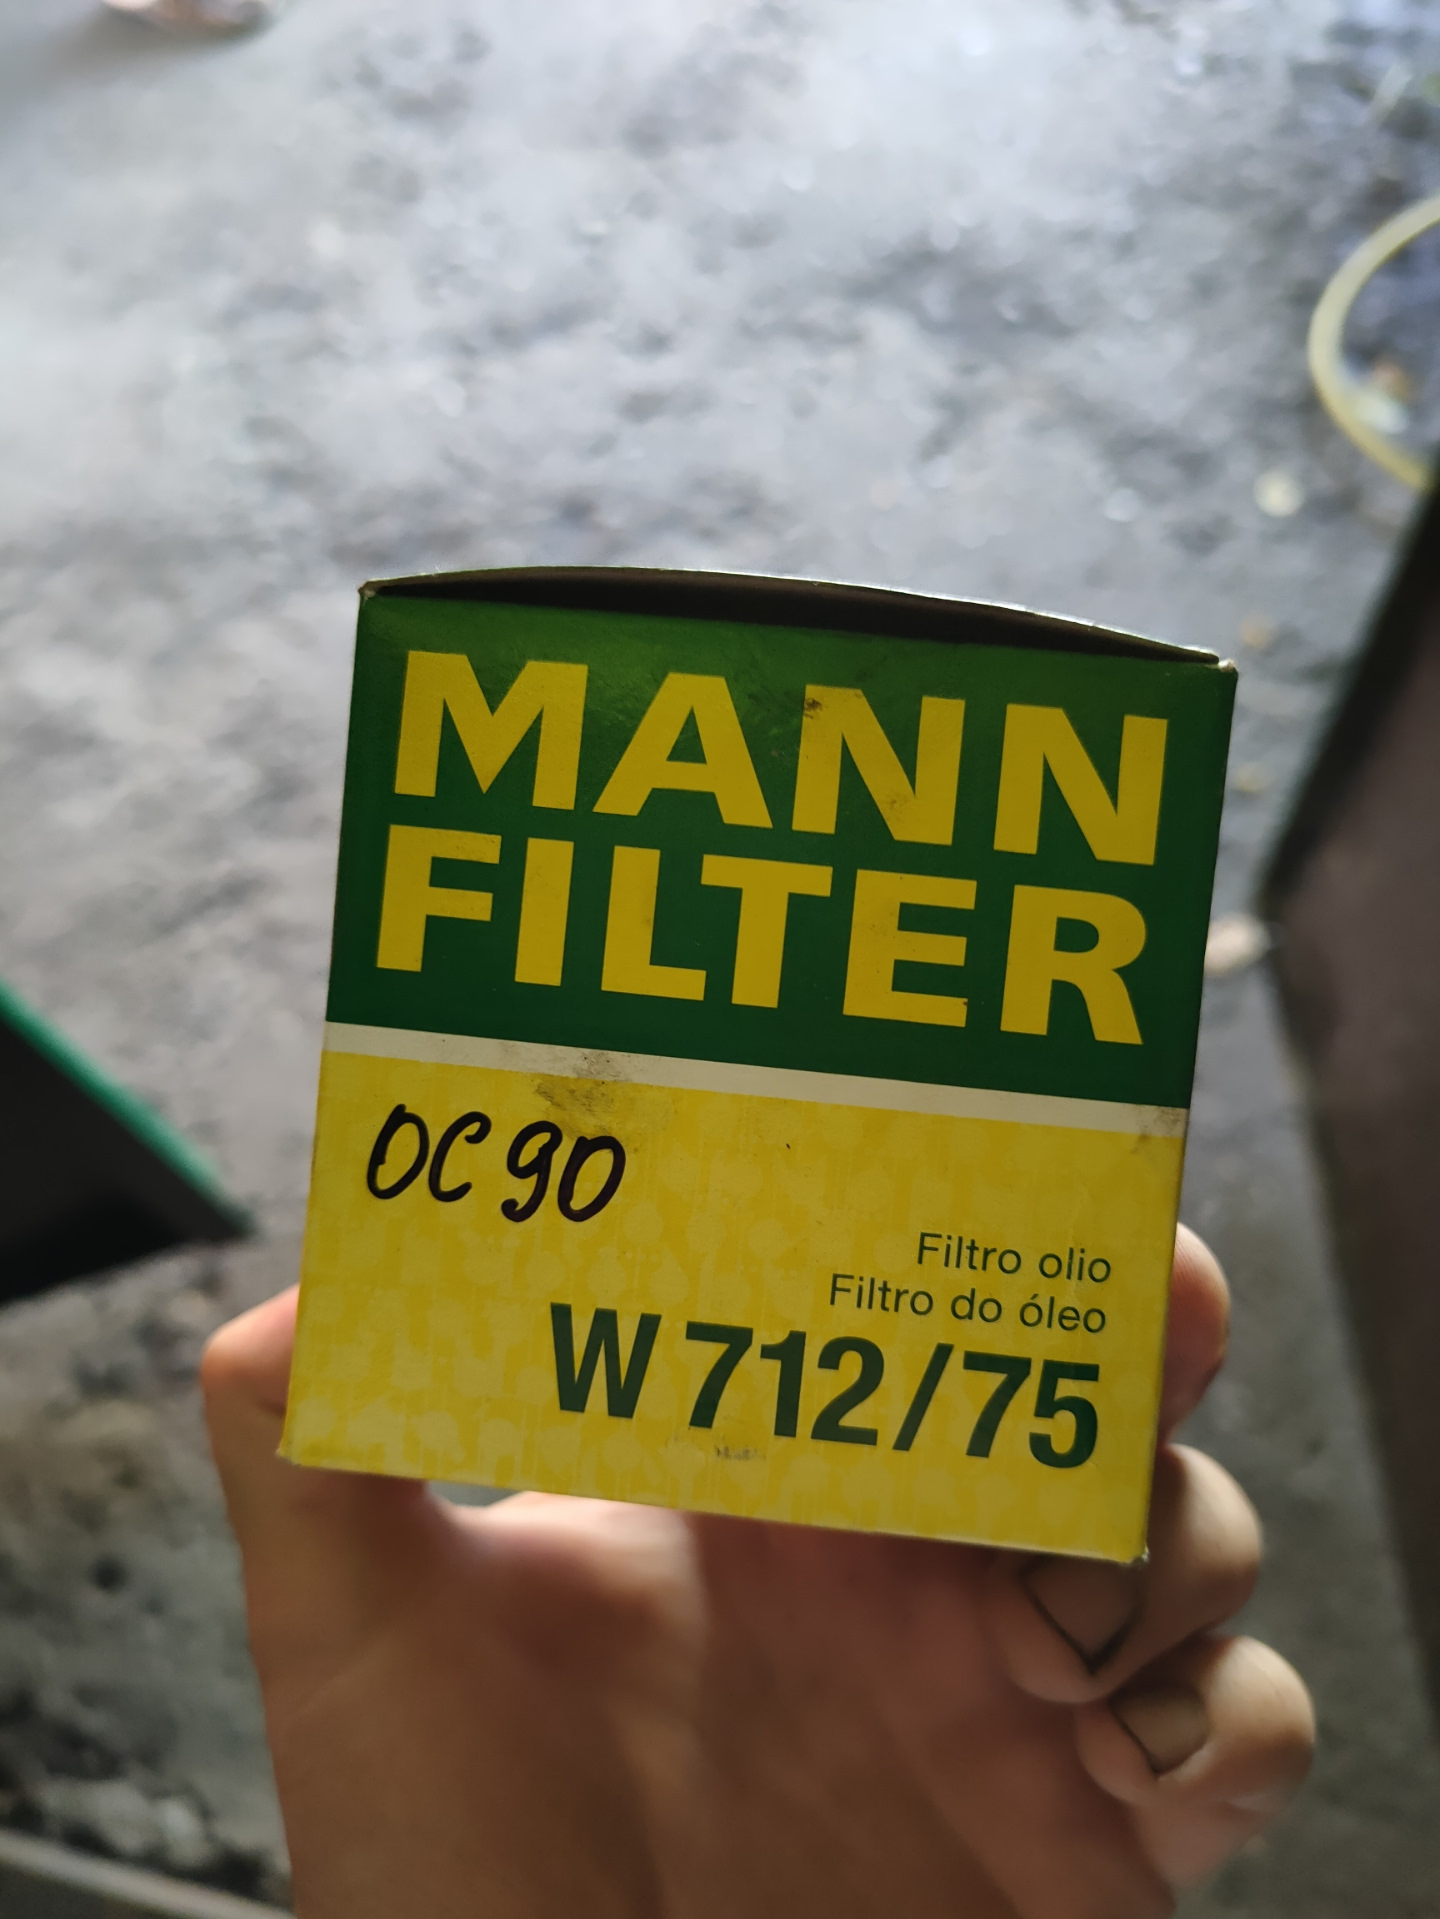 MANN
FILTER
OC 90
Filtro olio
Filtro do óleo
W 712/75